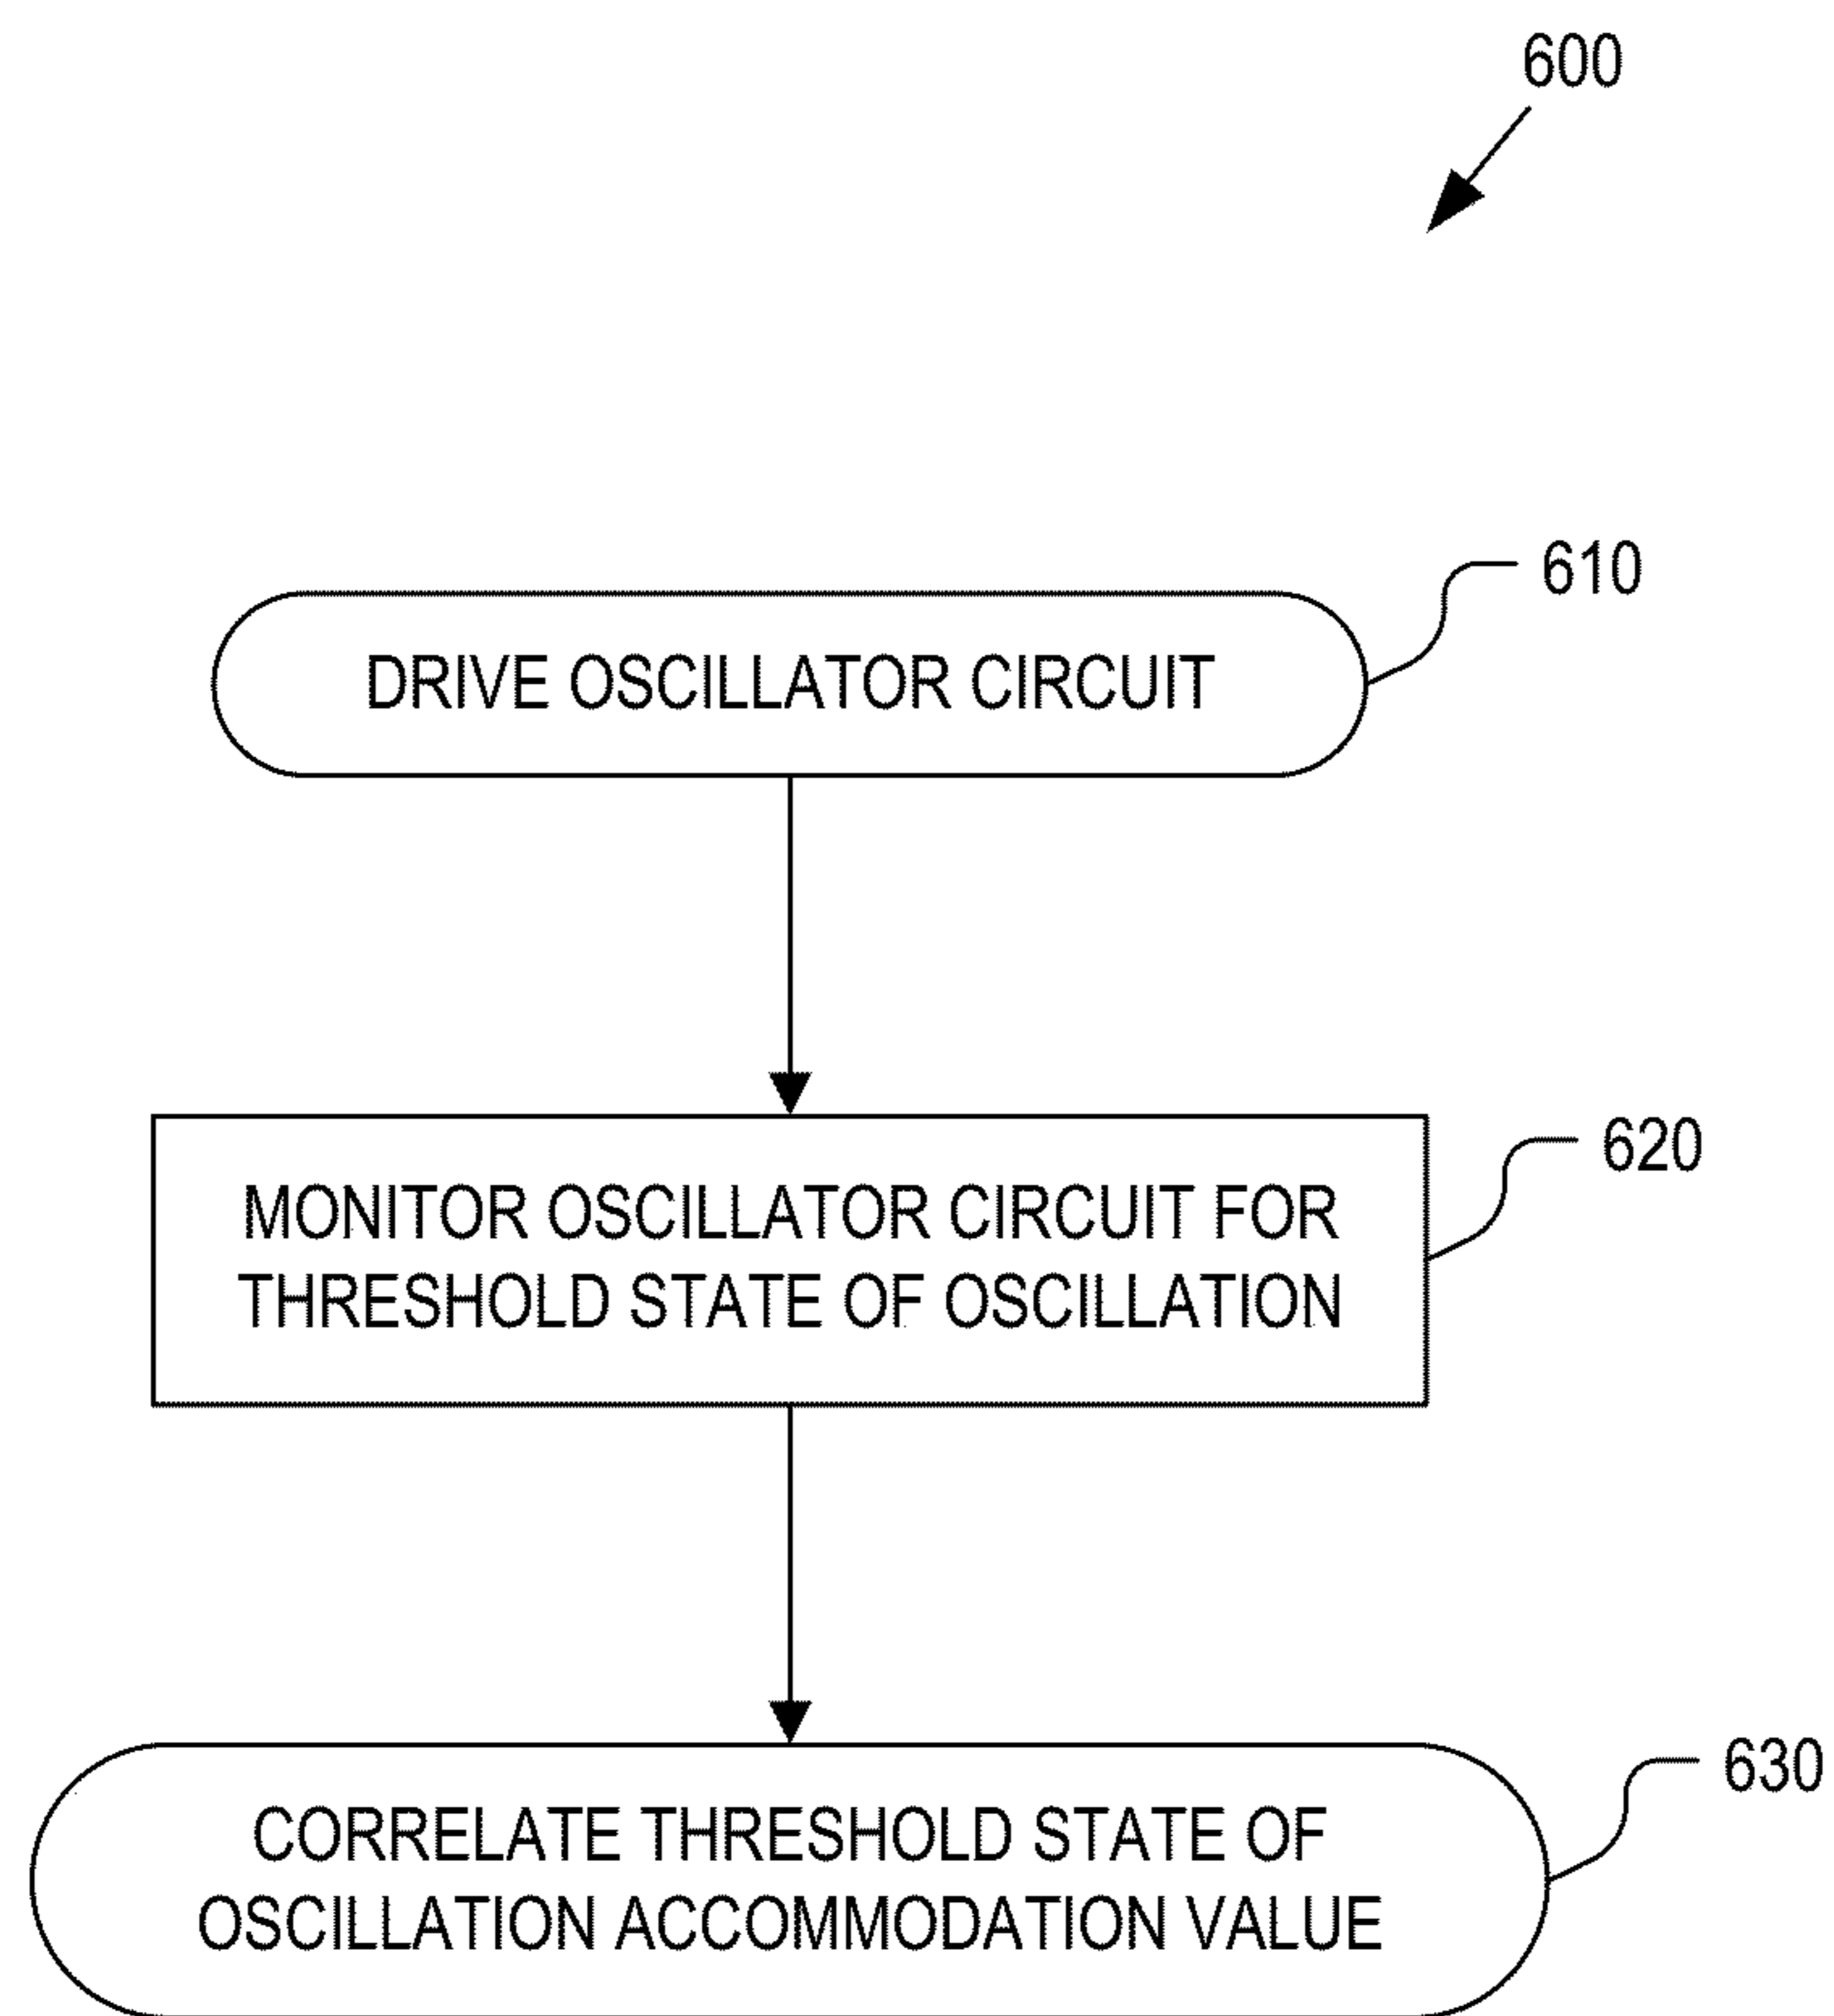 600
610
DRIVE OSCILLATOR CIRCUIT
620
MONITOR OSCILLATOR CIRCUIT FOR
THRESHOLD STATE OF OSCILLATION
630
CORRELATE THRESHOLD STATE OF
OSCILLATION ACCOMMODATION VALUE